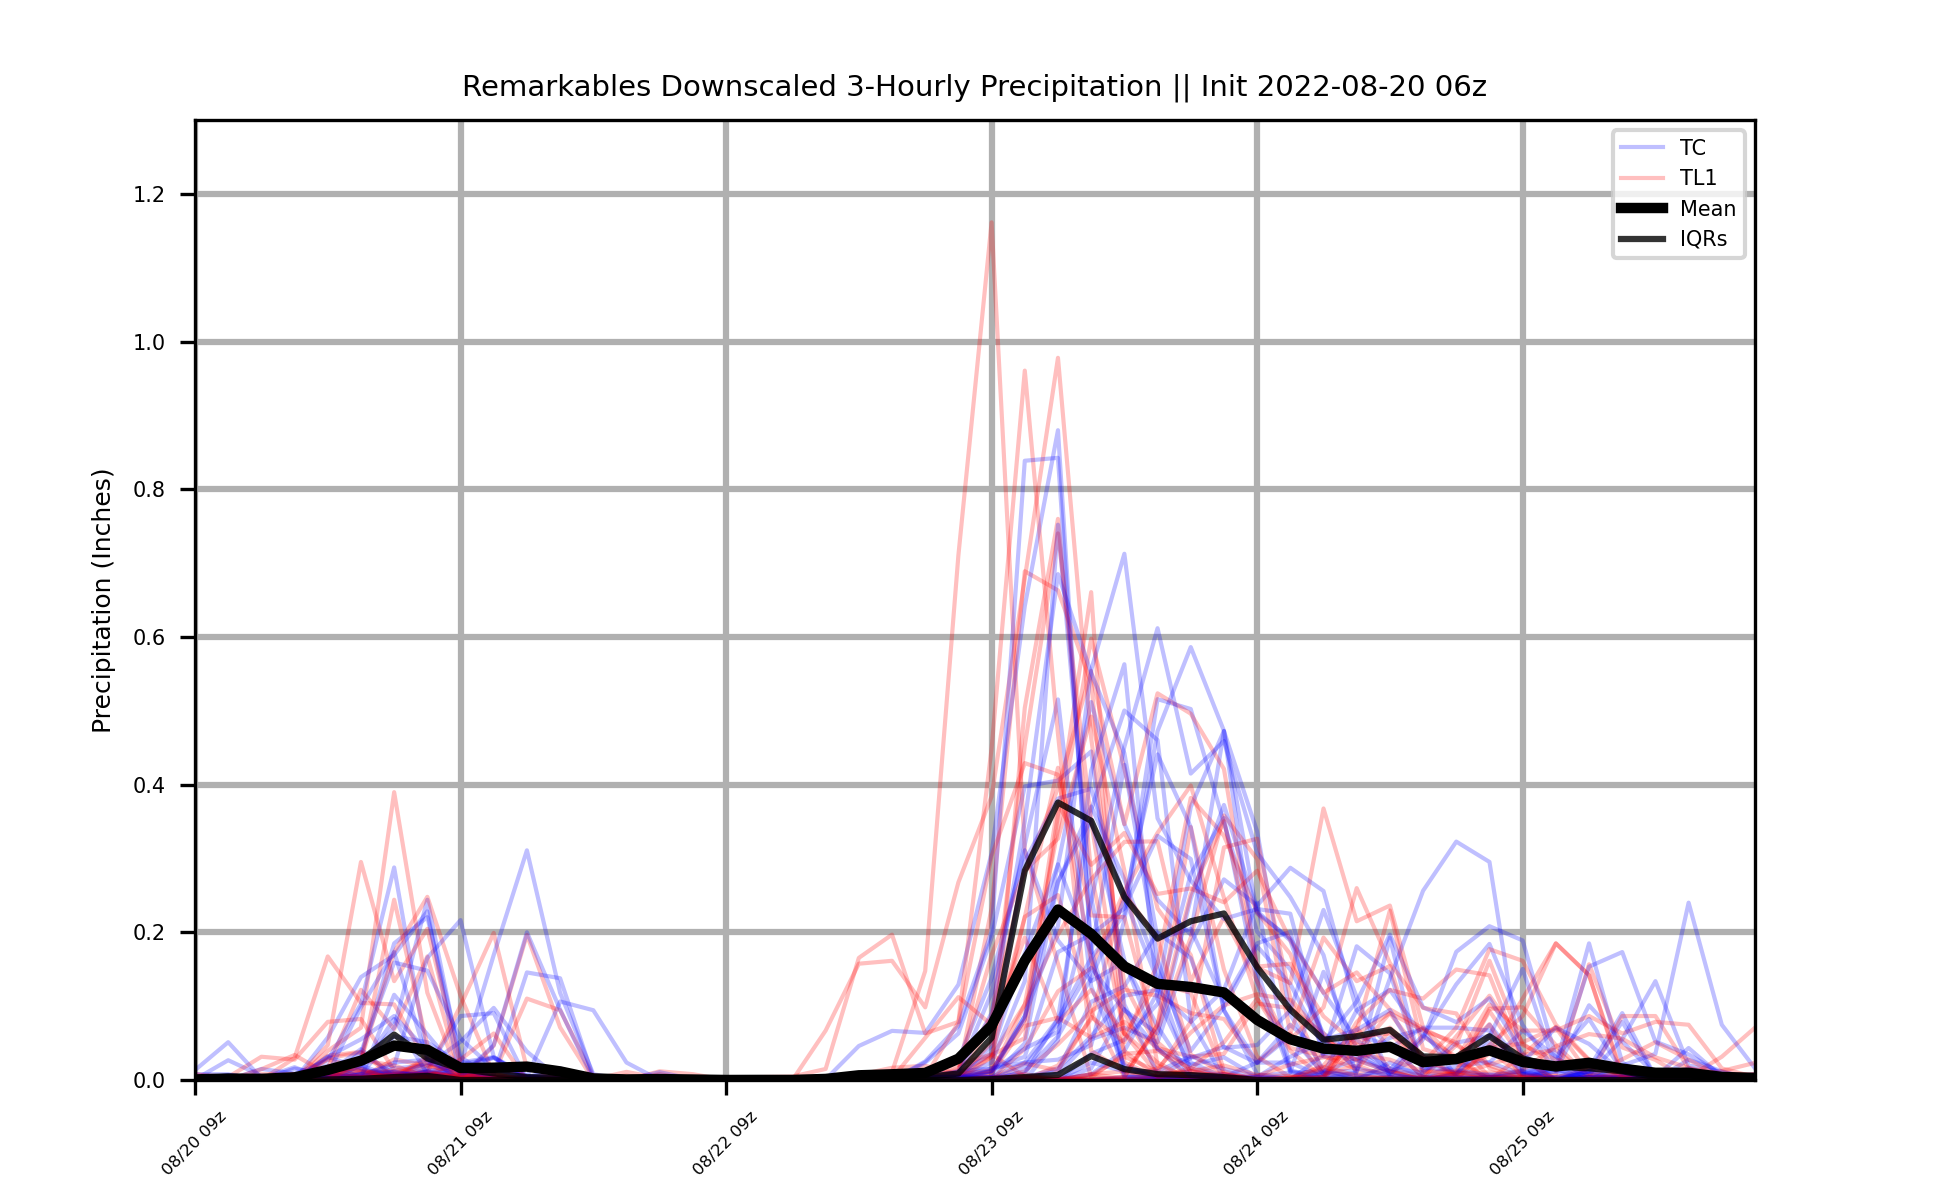 Remarkables Downscaled 3-Hourly Precipitation || Init 2022-08-20 06z
TC
TL1
Mean
IQRs
Precipitation (Inches)
1.2
1.0
0.8
0.6
0.4
0.2
0.0
08/20 09z
08/21 09z
08/22 09z
08/23 09z
08/24 09z
08/25 09z